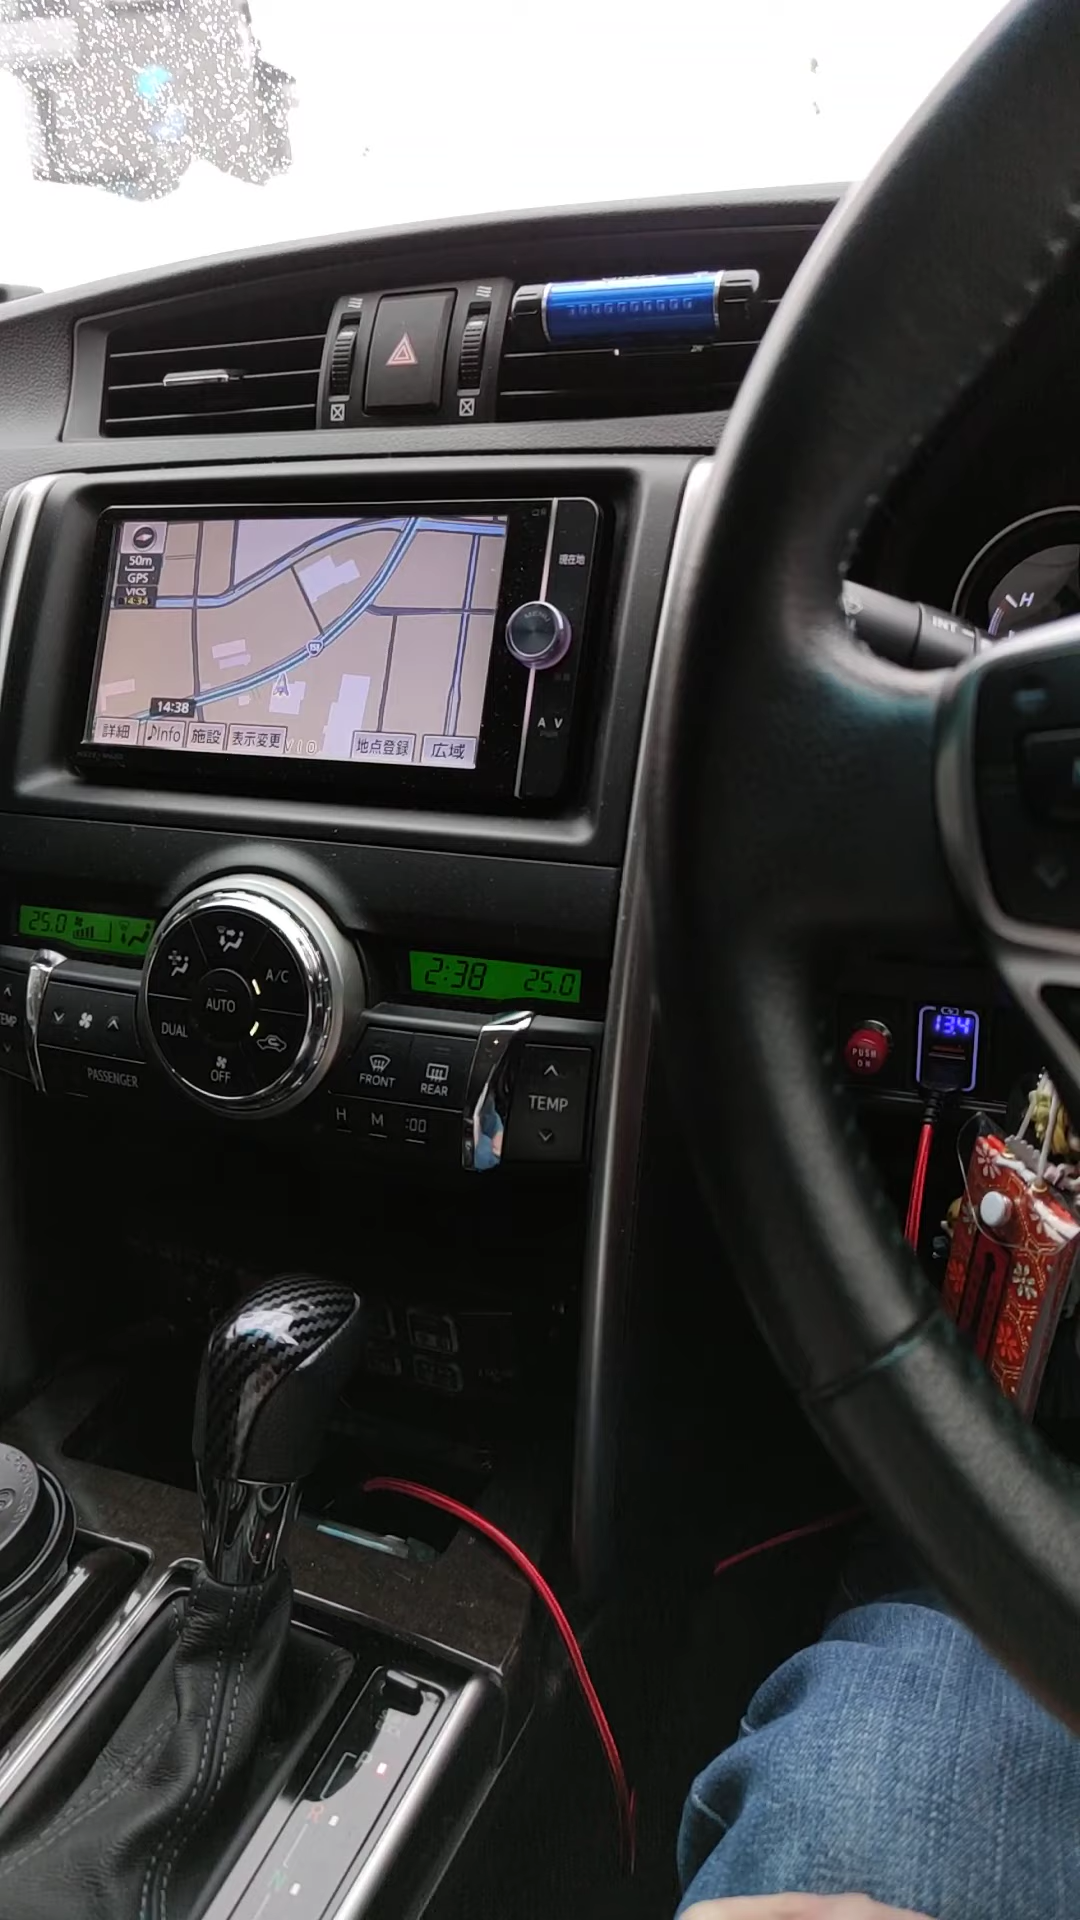 50m
GPS
VICS
14:34
158
14:38
詳細
♪Info
施設
表示変更
地点登録
広域
現在地
MENU
A V
H
INT
25.0
2:38
25.0
A/C
AUTO
DUAL
OFF
TEMP
PASSENGER
FRONT
REAR
TEMP
H
M
:00
PUSH
ON
13.4
P
R
N